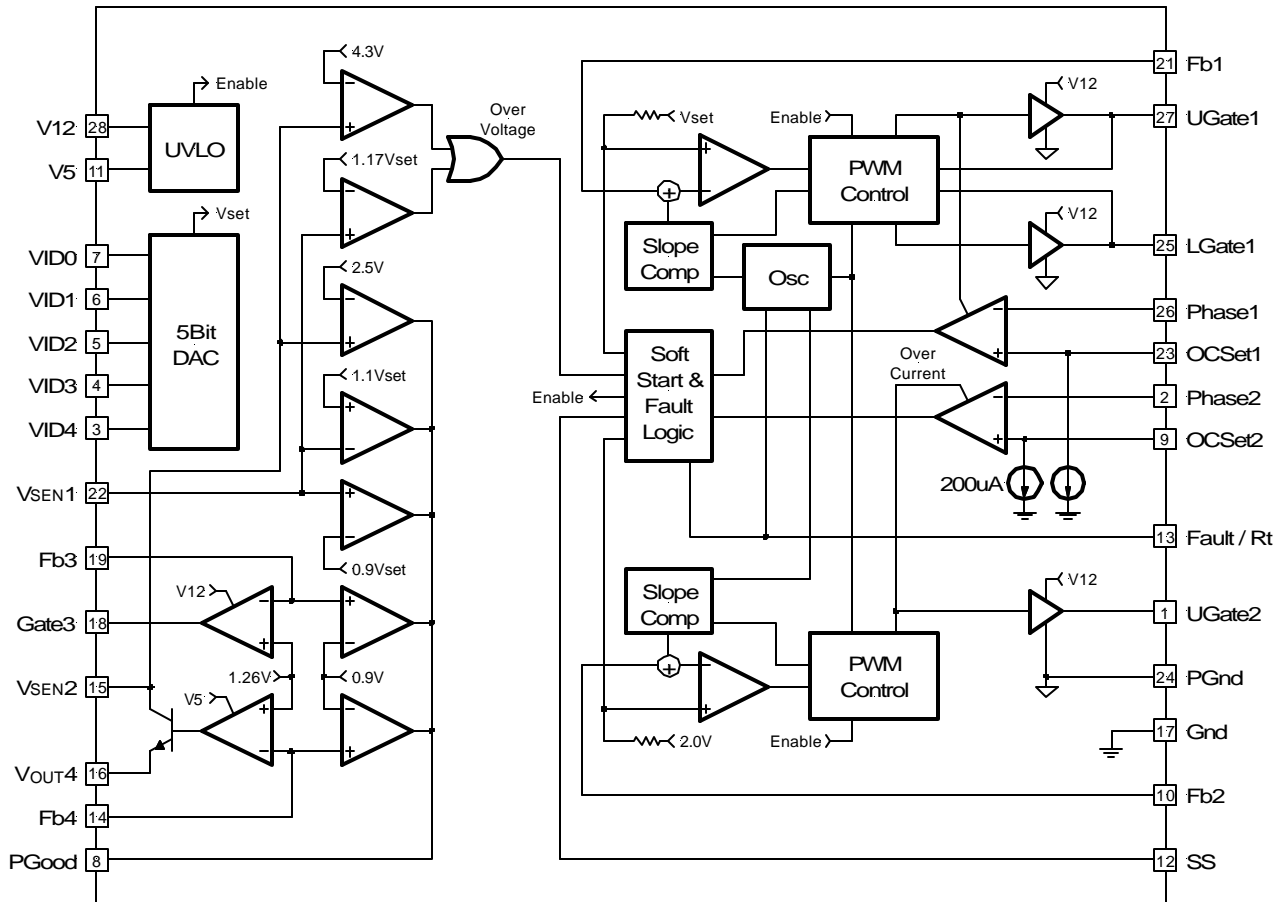 4.3V
21 Fb1
Enable
V12
Over
Voltage
Vset
Enable
V12 28
27 UGate1
UVLO
V5 11
1.17Vset
PWM
Control
Vset
V12
VID0 7
Slope
Comp
25 LGate1
2.5V
Osc
VID1 6
26 Phase1
5Bit
DAC
VID2 5
Soft
Start &
Fault
Logic
Over
Current
23 OCSet1
VID3 4
1.1Vset
Enable
2 Phase2
VID4 3
9 OCSet2
VSEN1 22
200uA
13 Fault / Rt
Fb3 19
0.9Vset
V12
Slope
Comp
V12
Gate3 18
1 UGate2
PWM
Control
VSEN2 15
1.26V
0.9V
24 PGnd
V5
2.0V
Enable
17 Gnd
VOUT4 16
10 Fb2
Fb4 14
PGood 8
12 SS